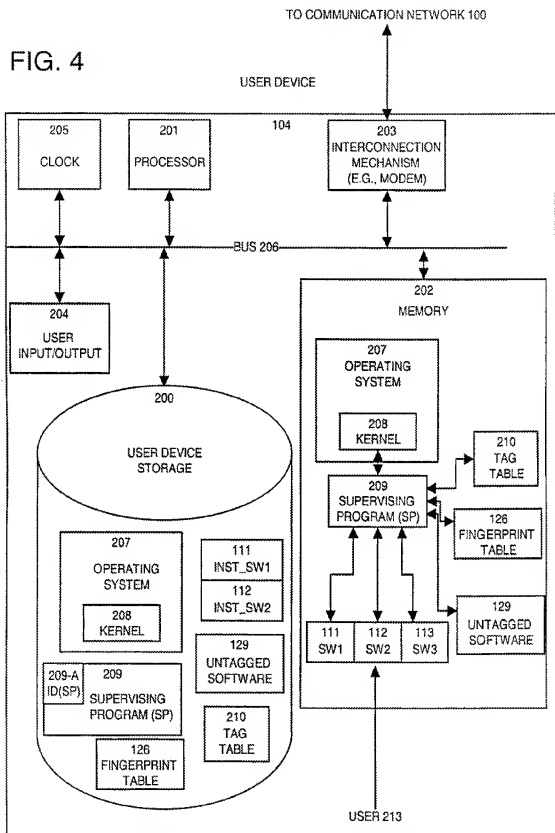 TO COMMUNICATION NETWORK 100
FIG. 4
USER DEVICE
104
205
CLOCK
201
PROCESSOR
203
INTERCONNECTION
MECHANISM
(E.G., MODEM)
BUS 206
204
USER
INPUT/OUTPUT
202
MEMORY
207
OPERATING
SYSTEM
208
KERNEL
210
TAG
TABLE
209
SUPERVISING
PROGRAM (SP)
126
FINGERPRINT
TABLE
129
UNTAGGED
SOFTWARE
111
SW1
112
SW2
113
SW3
200
USER DEVICE
STORAGE
207
OPERATING
SYSTEM
208
KERNEL
111
INST_SW1
112
INST_SW2
129
UNTAGGED
SOFTWARE
209-A
ID(SP)
209
SUPERVISING
PROGRAM (SP)
210
TAG
TABLE
126
FINGERPRINT
TABLE
USER 213